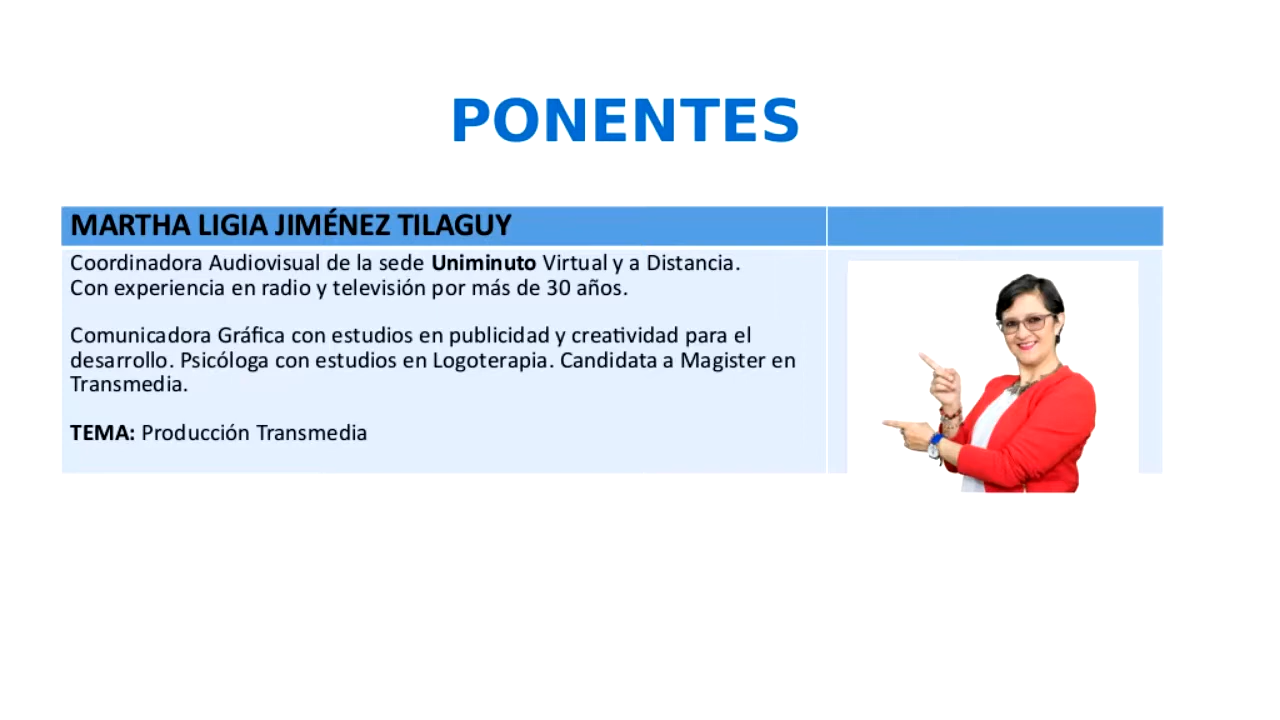 PONENTES
MARTHA LIGIA JIMÉNEZ TILAGUY
Coordinadora Audiovisual de la sede Uniminuto Virtual y a Distancia.
Con experiencia en radio y televisión por más de 30 años.
Comunicadora Gráfica con estudios en publicidad y creatividad para el
desarrollo. Psicóloga con estudios en Logoterapia. Candidata a Magister en
Transmedia.
TEMA: Producción Transmedia